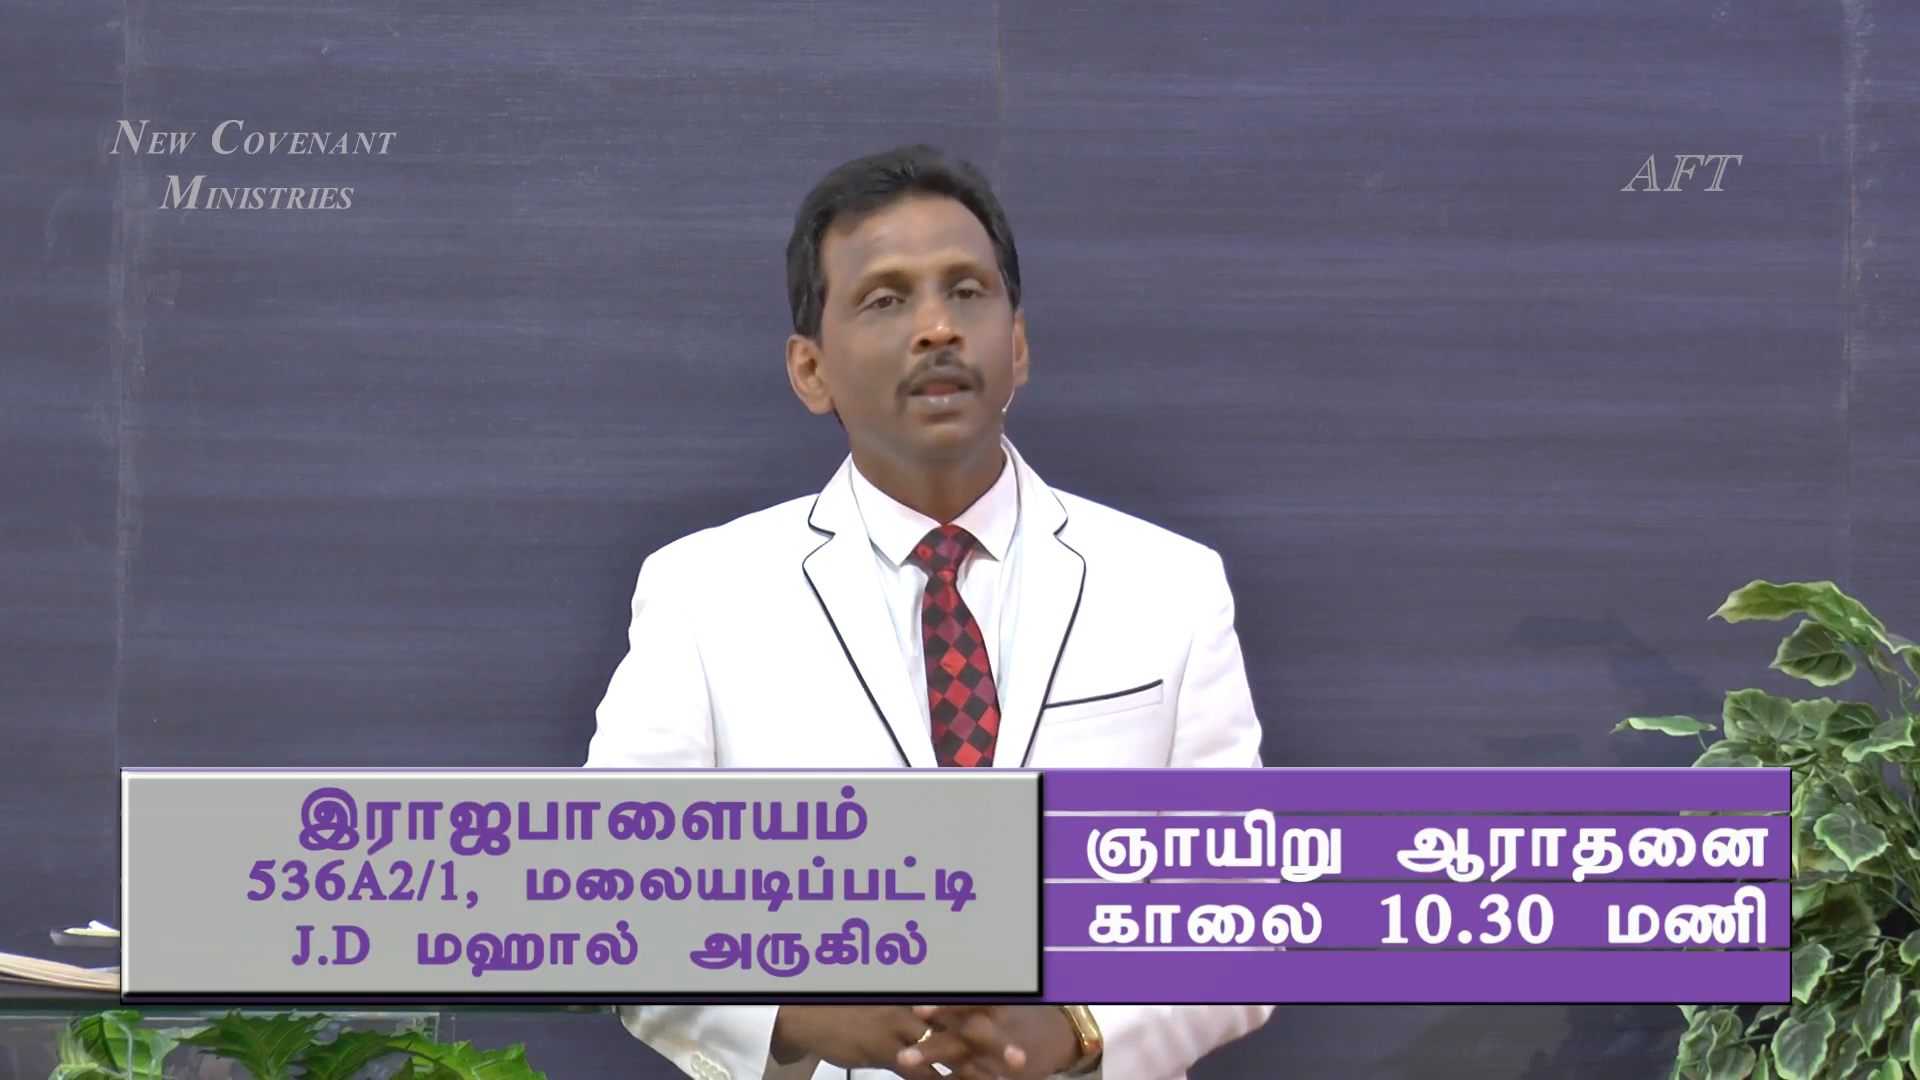 NEW COVENANT
MINISTRIES
AFT
இராஜபாளையம்
536A2/1, மலையடிப்பட்டி
J.D மஹால் அருகில்
ஞாயிறு ஆராதனை
காலை 10.30 மணி